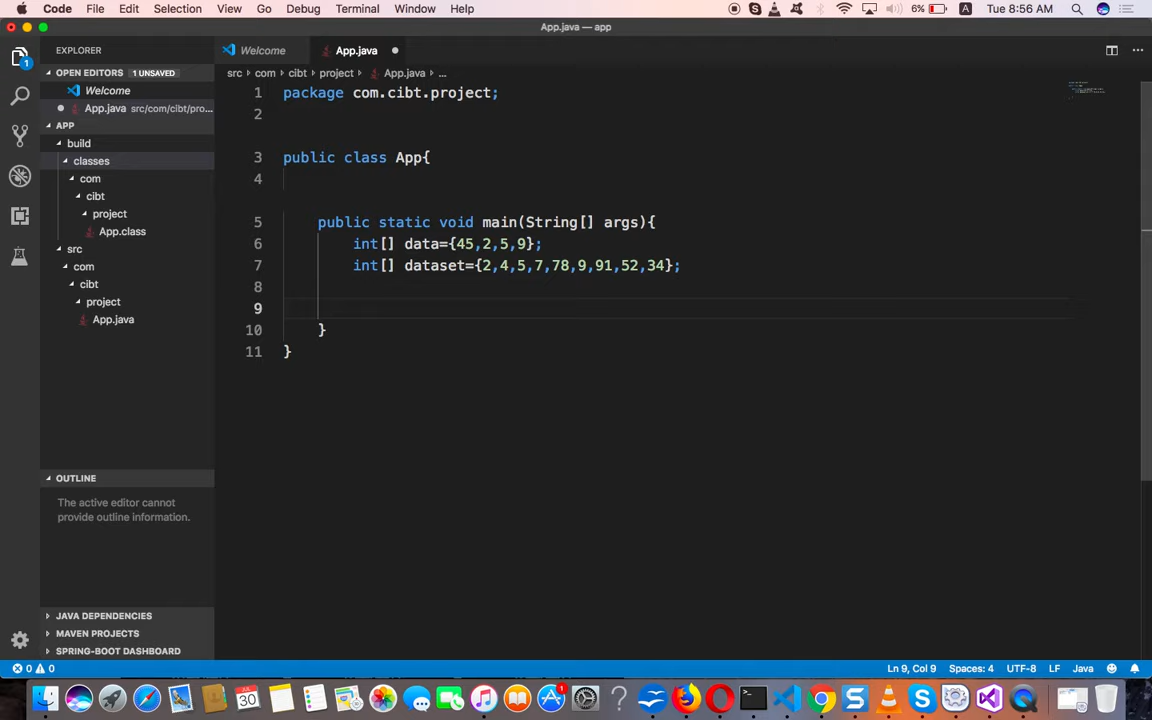 Code File Edit Selection View Go Debug Terminal Window Help 6% A Tue 8:56 AM
App.java — app
EXPLORER
Welcome
App.java
OPEN EDITORS 1 UNSAVED
Welcome
App.java src/com/cibt/pro...
APP
build
classes
com
cibt
project
App.class
src
com
cibt
project
App.java
OUTLINE
The active editor cannot
provide outline information.
JAVA DEPENDENCIES
MAVEN PROJECTS
SPRING-BOOT DASHBOARD
src com cibt project App.java ...
1 package com.cibt.project;
2
3 public class App{
4
5 public static void main(String[] args){
6 int[] data={45,2,5,9};
7 int[] dataset={2,4,5,7,78,9,91,52,34};
8
9
10 }
11 }
0 0
Ln 9, Col 9 Spaces: 4 UTF-8 LF Java
1
30
1